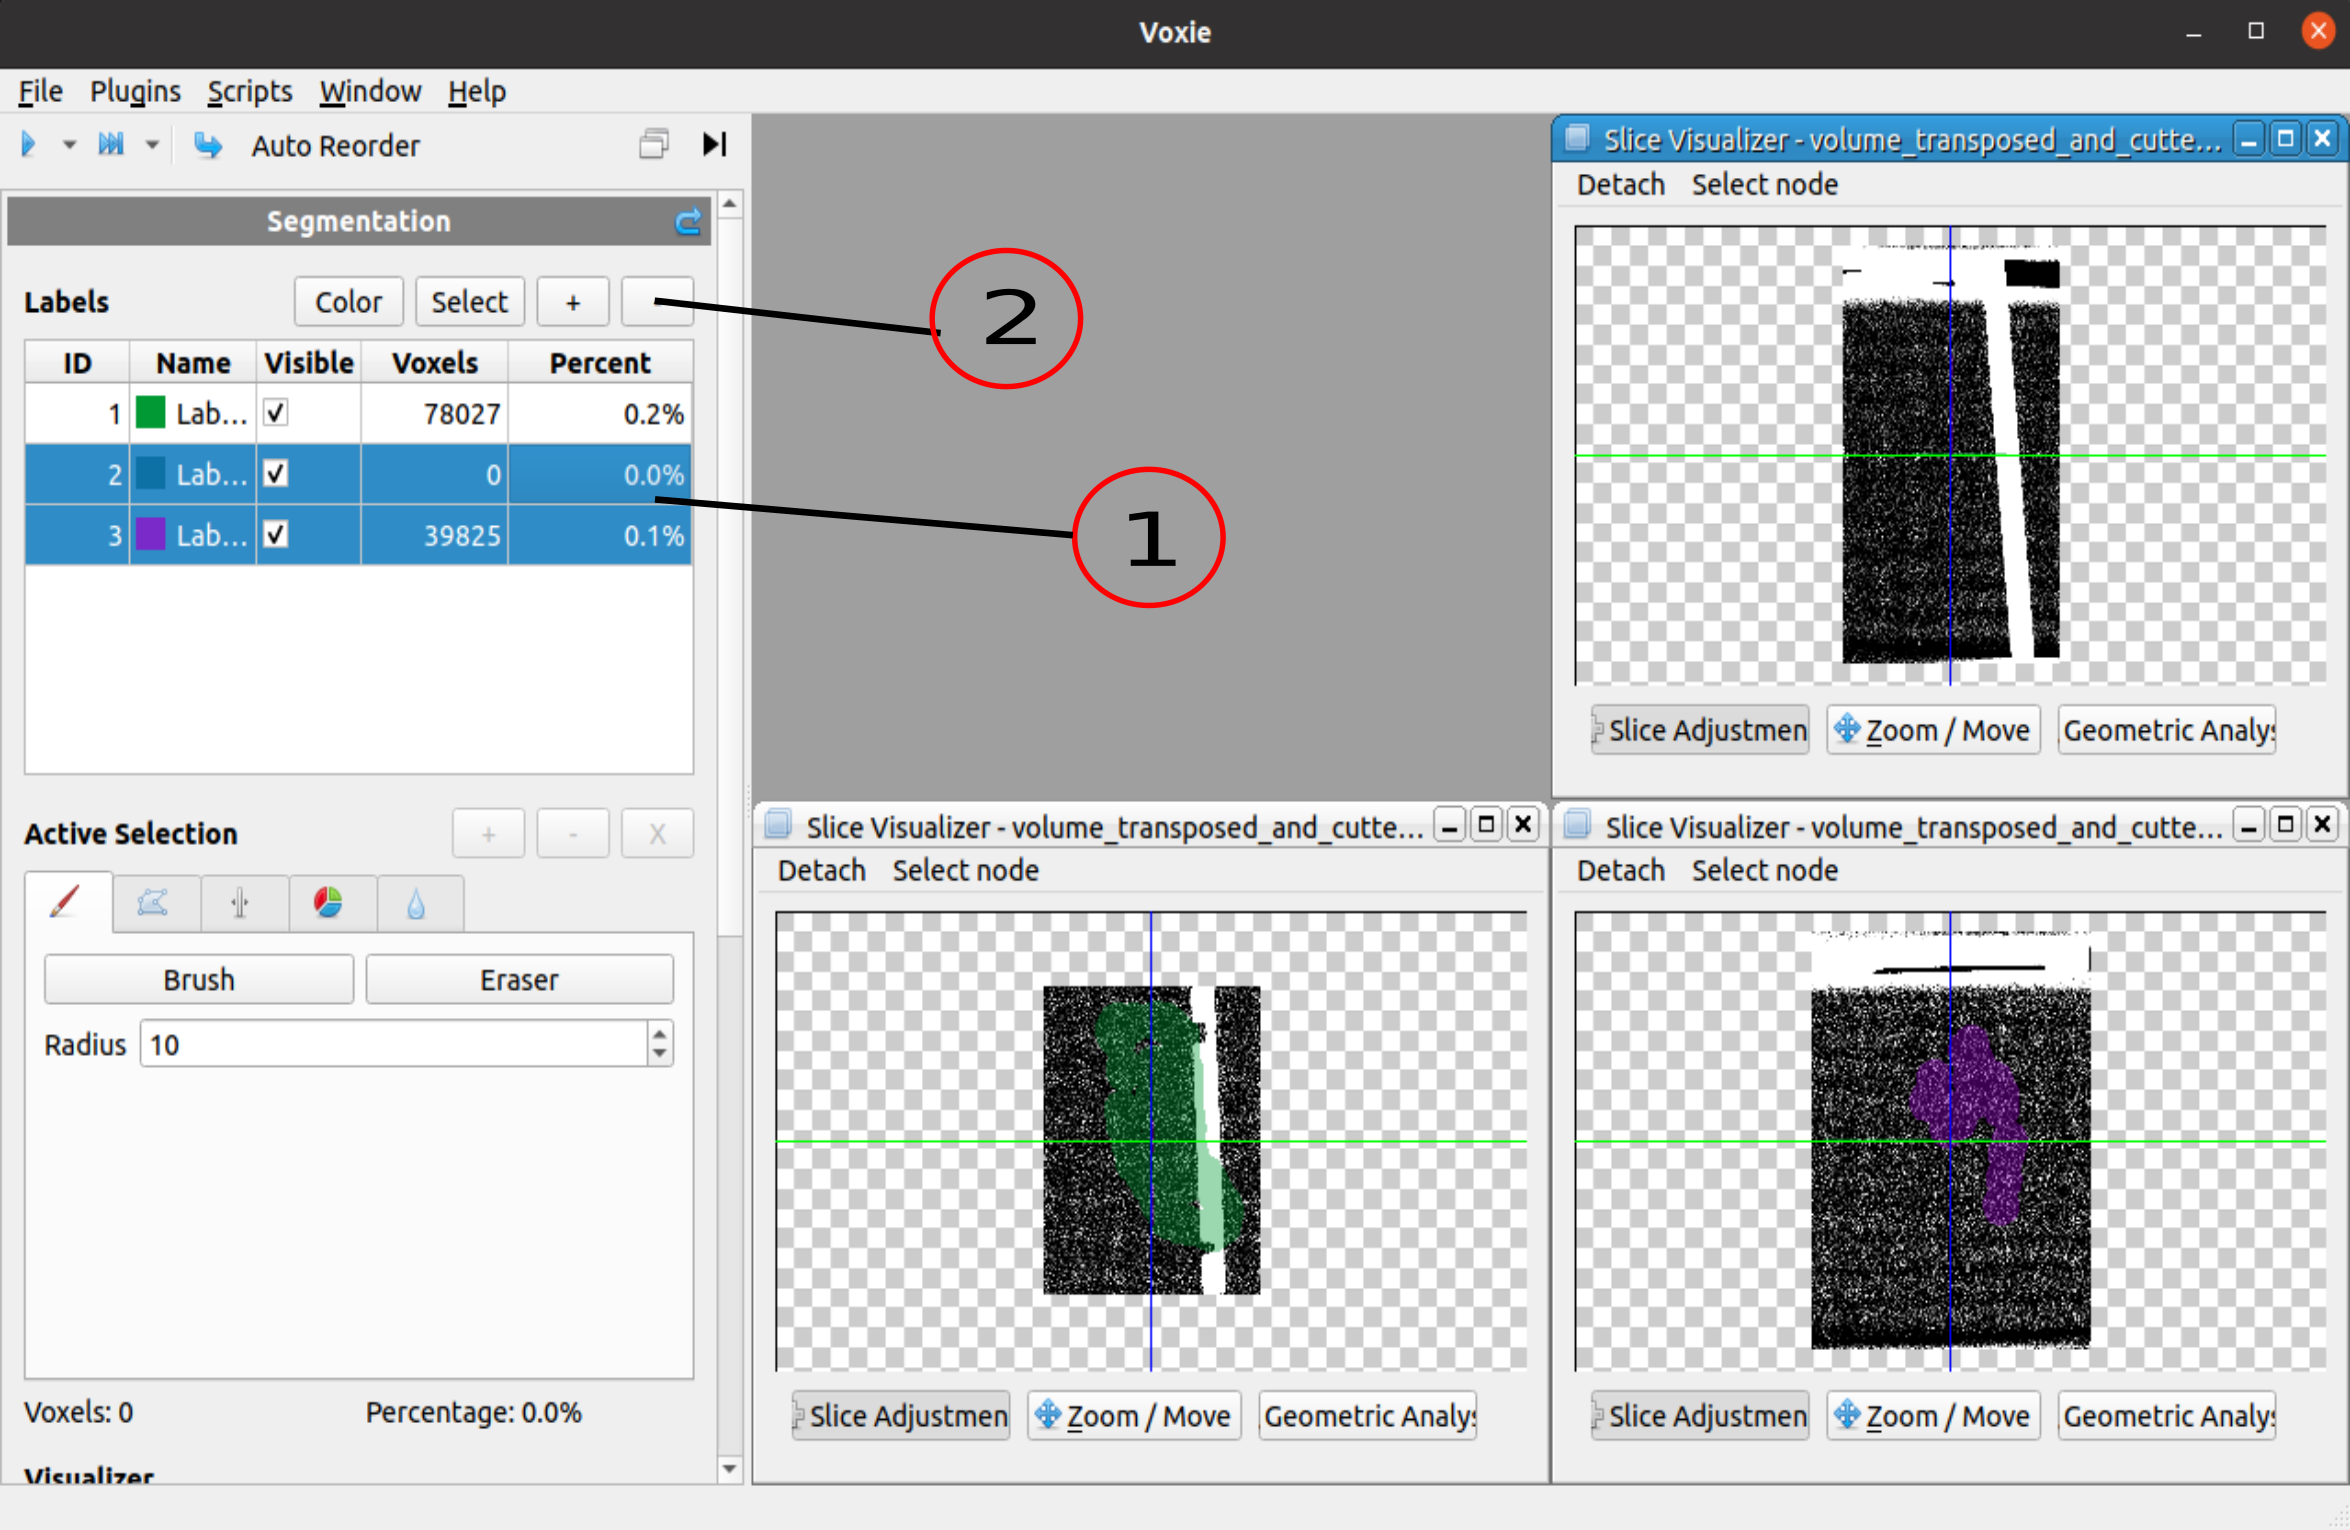 Voxie
File Plugins Scripts Window Help
Auto Reorder
Segmentation
Labels Color Select +
ID Name Visible Voxels Percent
1 Lab... 78027 0.2%
2 Lab... 0 0.0%
3 Lab... 39825 0.1%
Active Selection + - X
Brush Eraser
Radius 10
Voxels: 0 Percentage: 0.0%
Visualizer
2
1
Slice Visualizer - volume_transposed_and_cutte...
Detach Select node
Slice Adjustmen Zoom / Move Geometric Analys
Slice Visualizer - volume_transposed_and_cutte...
Detach Select node
Slice Adjustmen Zoom / Move Geometric Analys
Slice Visualizer - volume_transposed_and_cutte...
Detach Select node
Slice Adjustmen Zoom / Move Geometric Analys